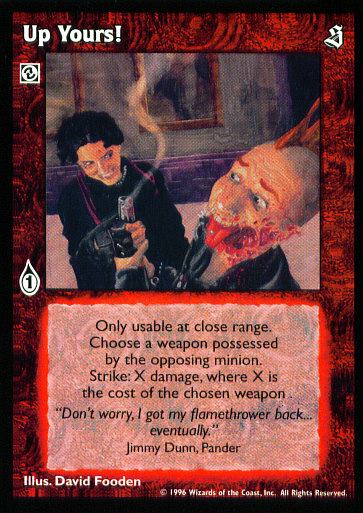 Up Yours!
1
Only usable at close range.
Choose a weapon possessed
by the opposing minion.
Strike: X damage, where X is
the cost of the chosen weapon .
"Don't worry, I got my flamethrower back...
eventually."
Jimmy Dunn, Pander
Illus. David Fooden
© 1996 Wizards of the Coast, Inc. All Rights Reserved.